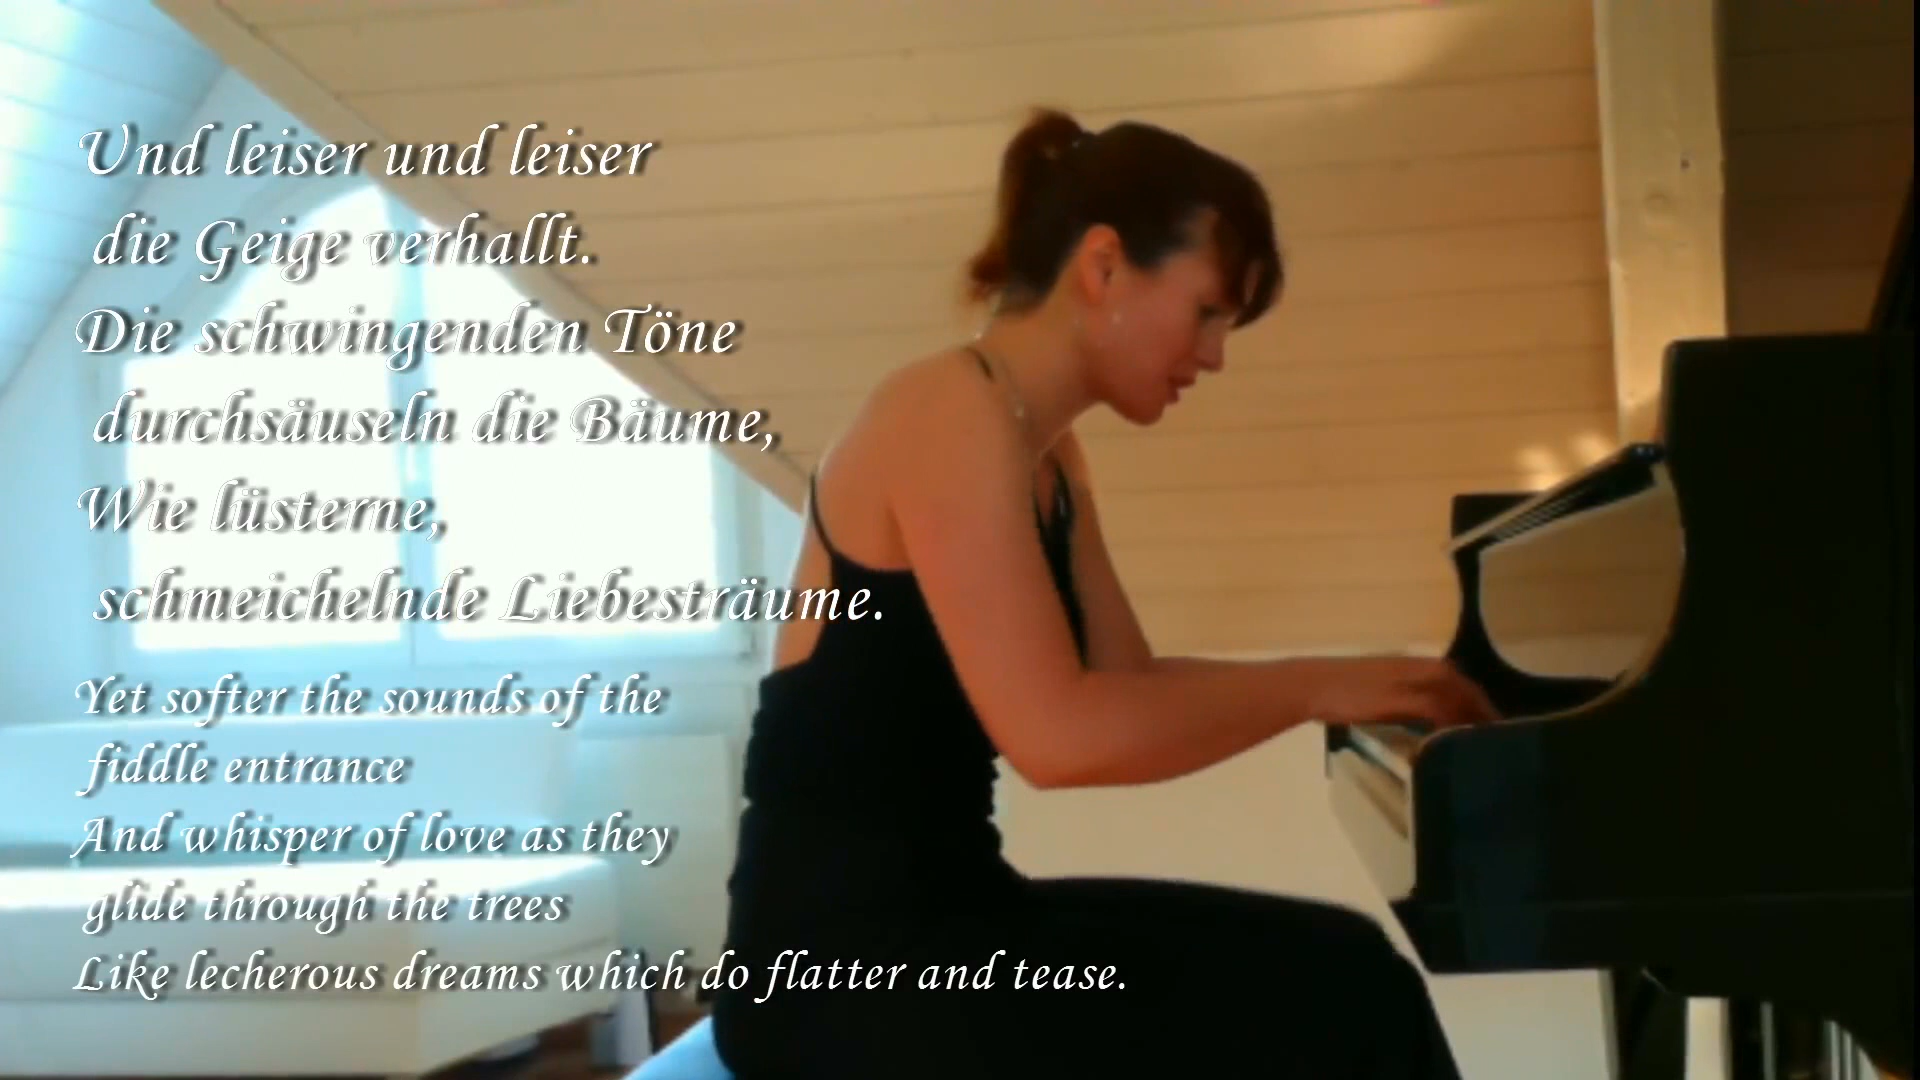 Und leiser und leiser
die Geige verhallt.
Die schwingenden Töne
durchsäuseln die Bäume,
Wie lüsterne,
schmeichelnde Liebesträume.
Yet softer the sounds of the
fiddle entrance
And whisper of love as they
glide through the trees
Like lecherous dreams which do flatter and tease.